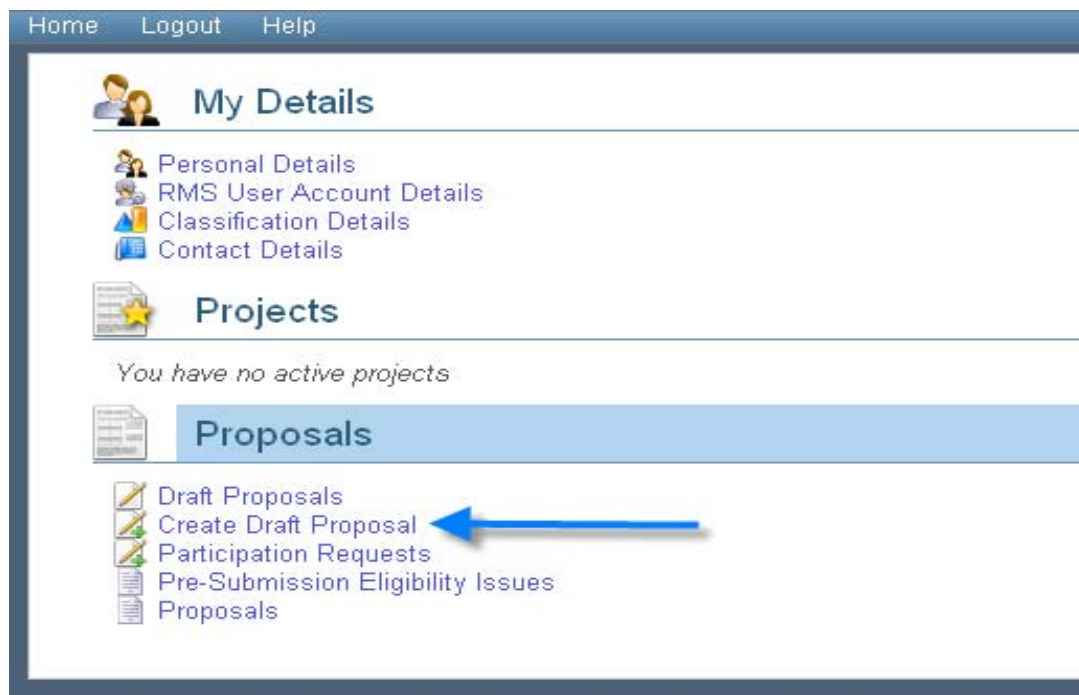 Home Logout Help
My Details
Personal Details
RMS User Account Details
Classification Details
Contact Details
Projects
You have no active projects
Proposals
Draft Proposals
Create Draft Proposal
Participation Requests
Pre-Submission Eligibility Issues
Proposals